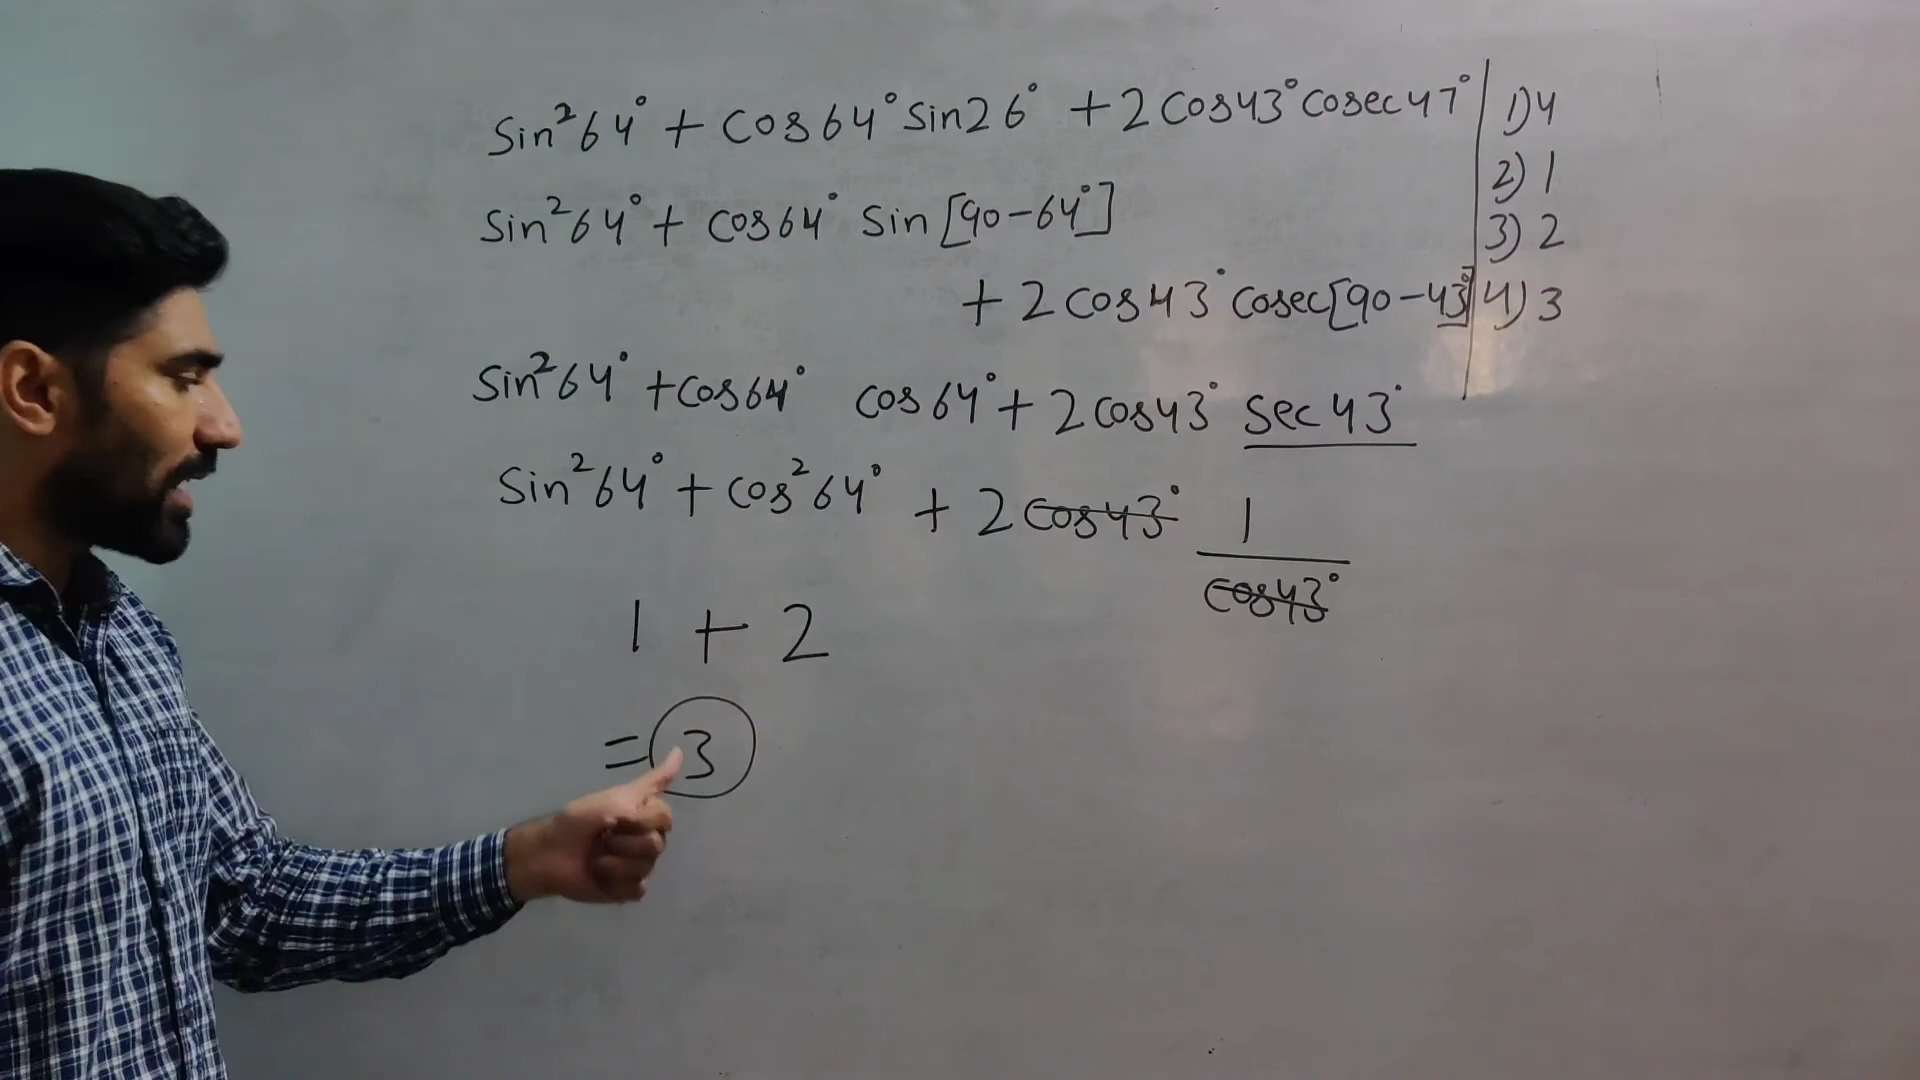 Sin²64° + Cos64° Sin26° + 2Cos43° Cosec47°
1) 4
2) 1
3) 2
4) 3
Sin²64° + Cos64° Sin [90-64°]
+ 2Cos43° Cosec[90-43°]
Sin²64° + Cos64° Cos64° + 2Cos43° Sec43°
Sin²64° + Cos²64° + 2Cos43° 1/Cos43°
1 + 2
= 3